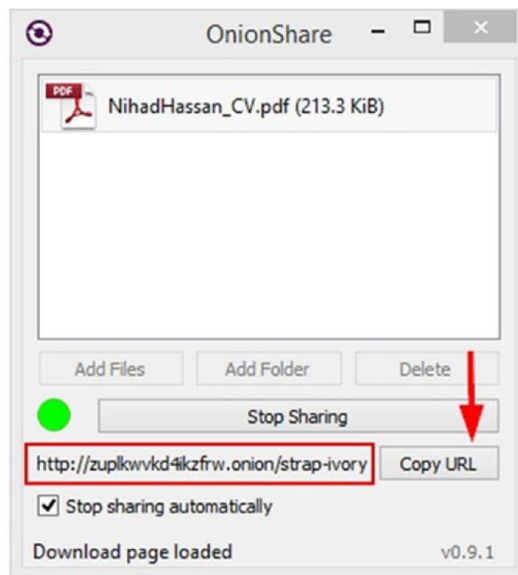 OnionShare
PDF
NihadHassan_CV.pdf (213.3 KiB)
Add Files Add Folder Delete
Stop Sharing
http://zuplkwvkd4ikzfrw.onion/strap-ivory Copy URL
Stop sharing automatically
Download page loaded v0.9.1